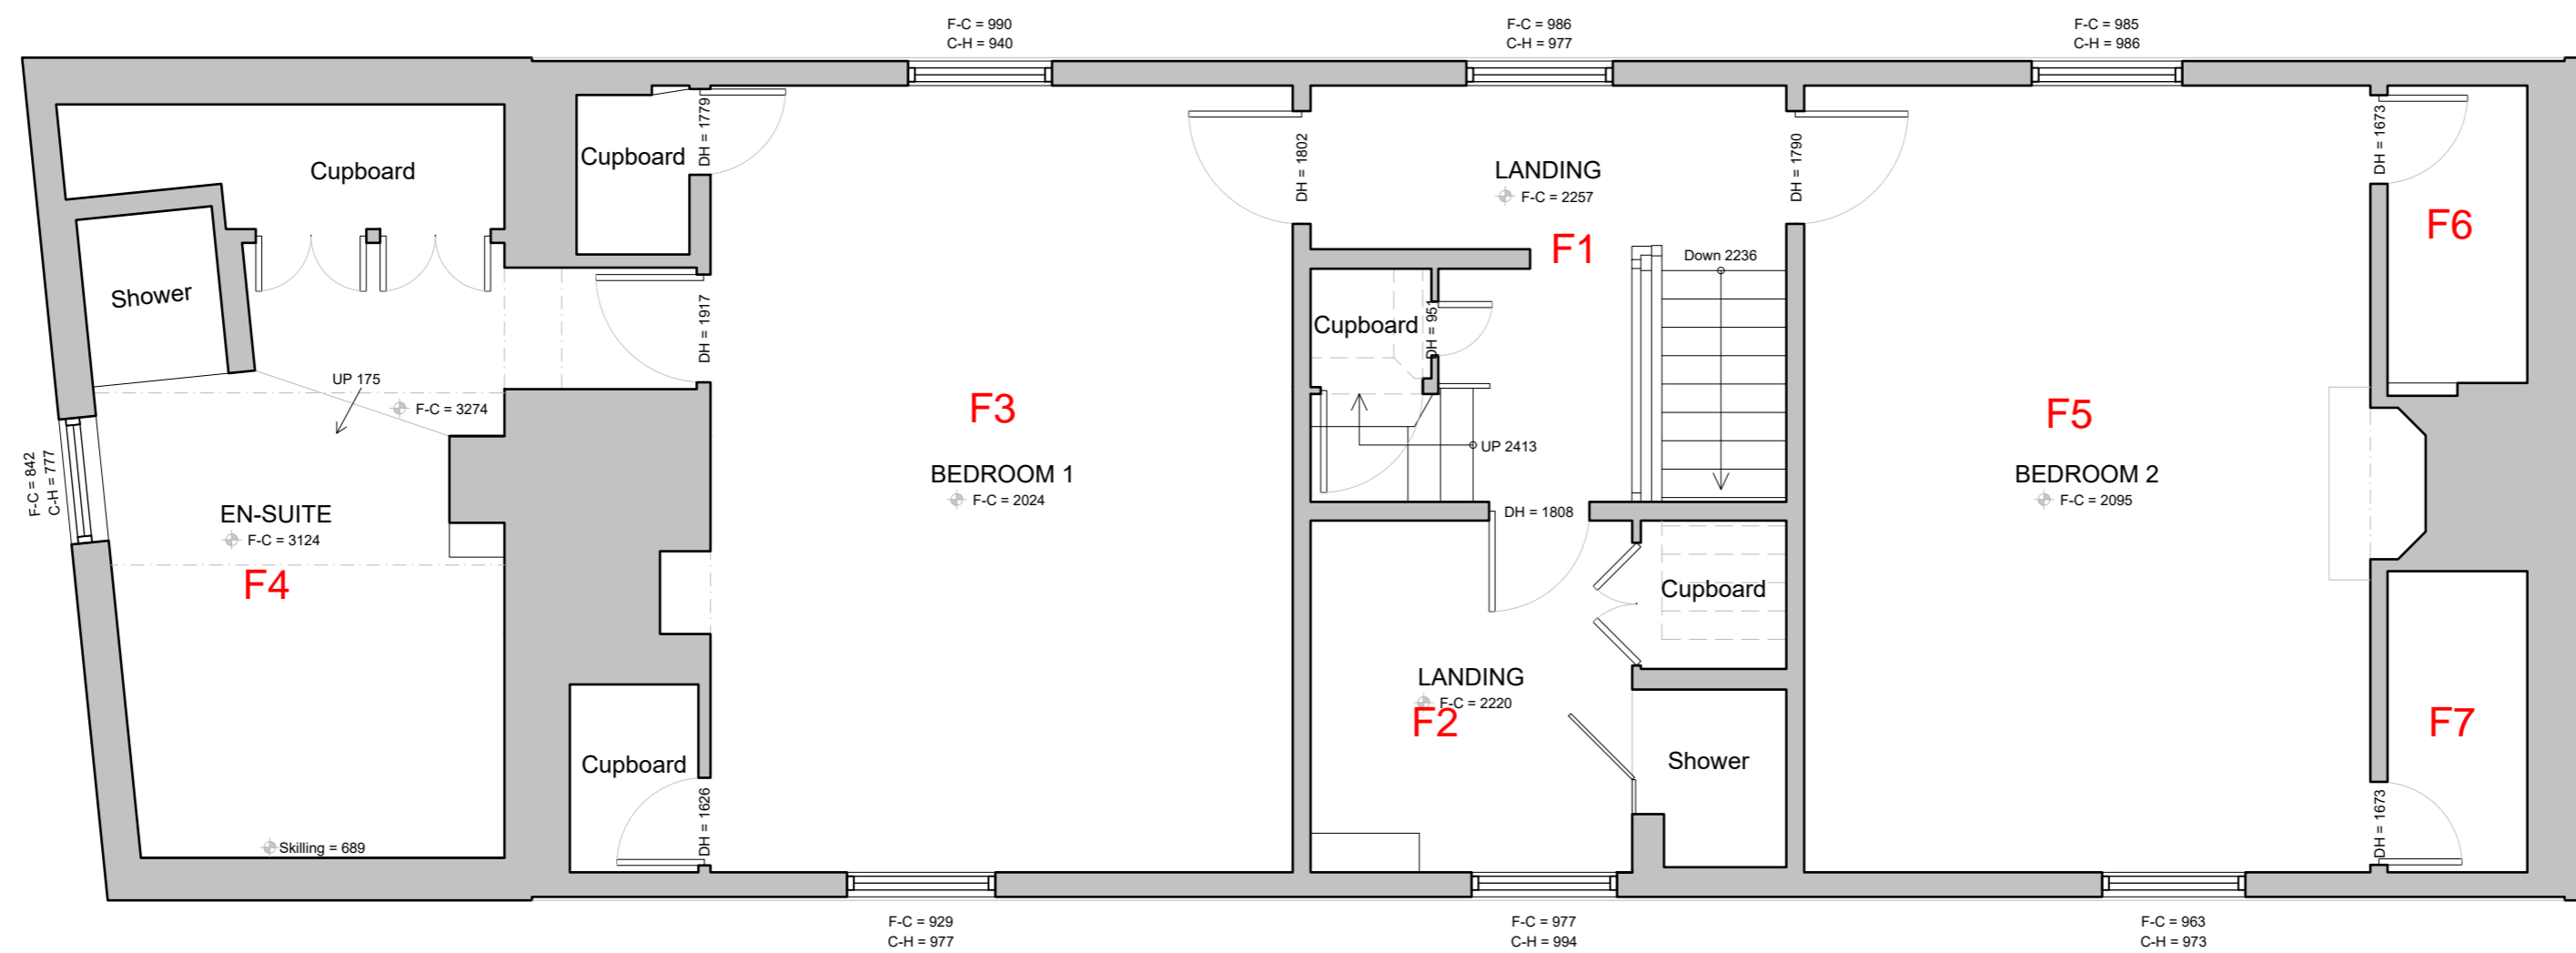 F-C = 990
C-H = 940
F-C = 986
C-H = 977
F-C = 985
C-H = 986
Cupboard
Cupboard
DH = 1779
DH = 1802
LANDING
F-C = 2257
DH = 1790
DH = 1673
F6
F1
Down 2236
Shower
DH = 1917
Cupboard
DH = 951
UP 175
F-C = 3274
F3
F5
UP 2413
BEDROOM 1
F-C = 2024
BEDROOM 2
F-C = 2095
F-C = 842
C-H = 777
EN-SUITE
F-C = 3124
DH = 1808
F4
Cupboard
LANDING
F-C = 2220
F2
F7
Cupboard
Shower
DH = 1626
DH = 1673
Skilling = 689
F-C = 929
C-H = 977
F-C = 977
C-H = 994
F-C = 963
C-H = 973